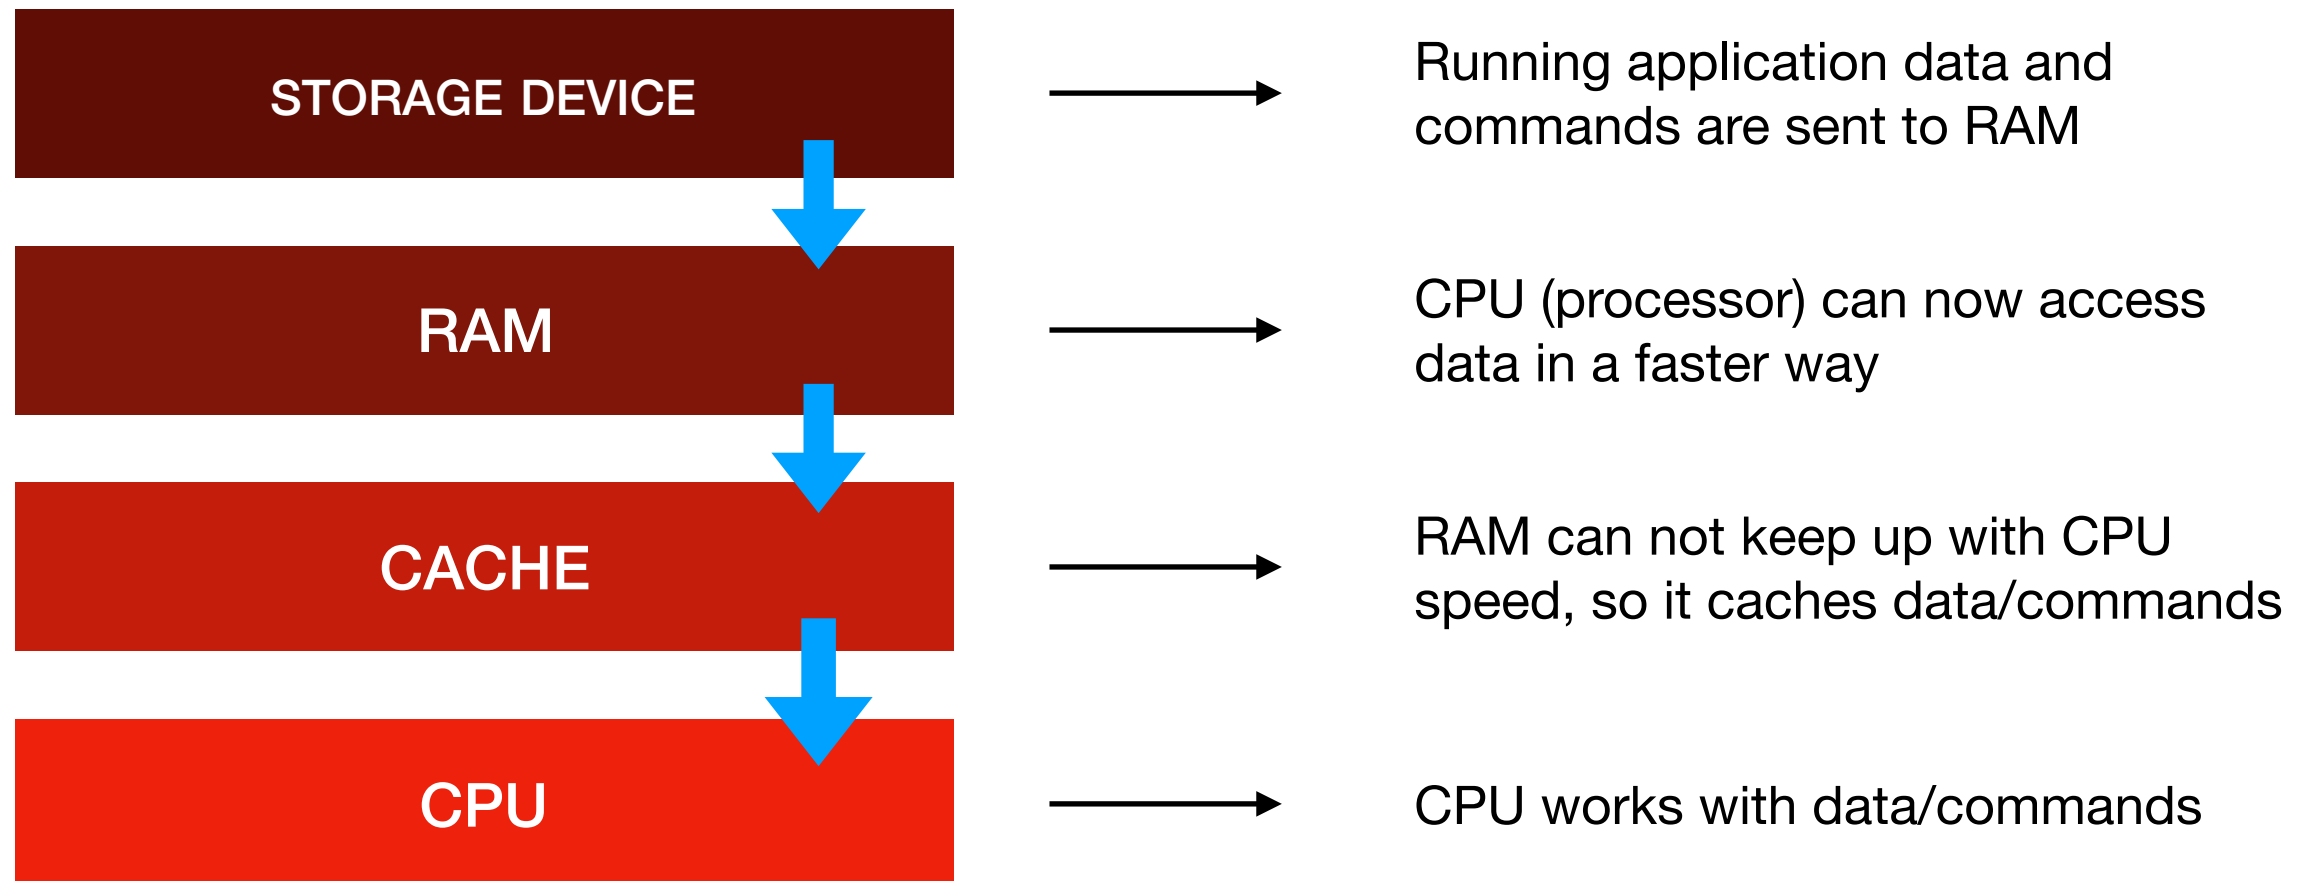 STORAGE DEVICE
Running application data and
commands are sent to RAM
RAM
CPU (processor) can now access
data in a faster way
CACHE
RAM can not keep up with CPU
speed, so it caches data/commands
CPU
CPU works with data/commands